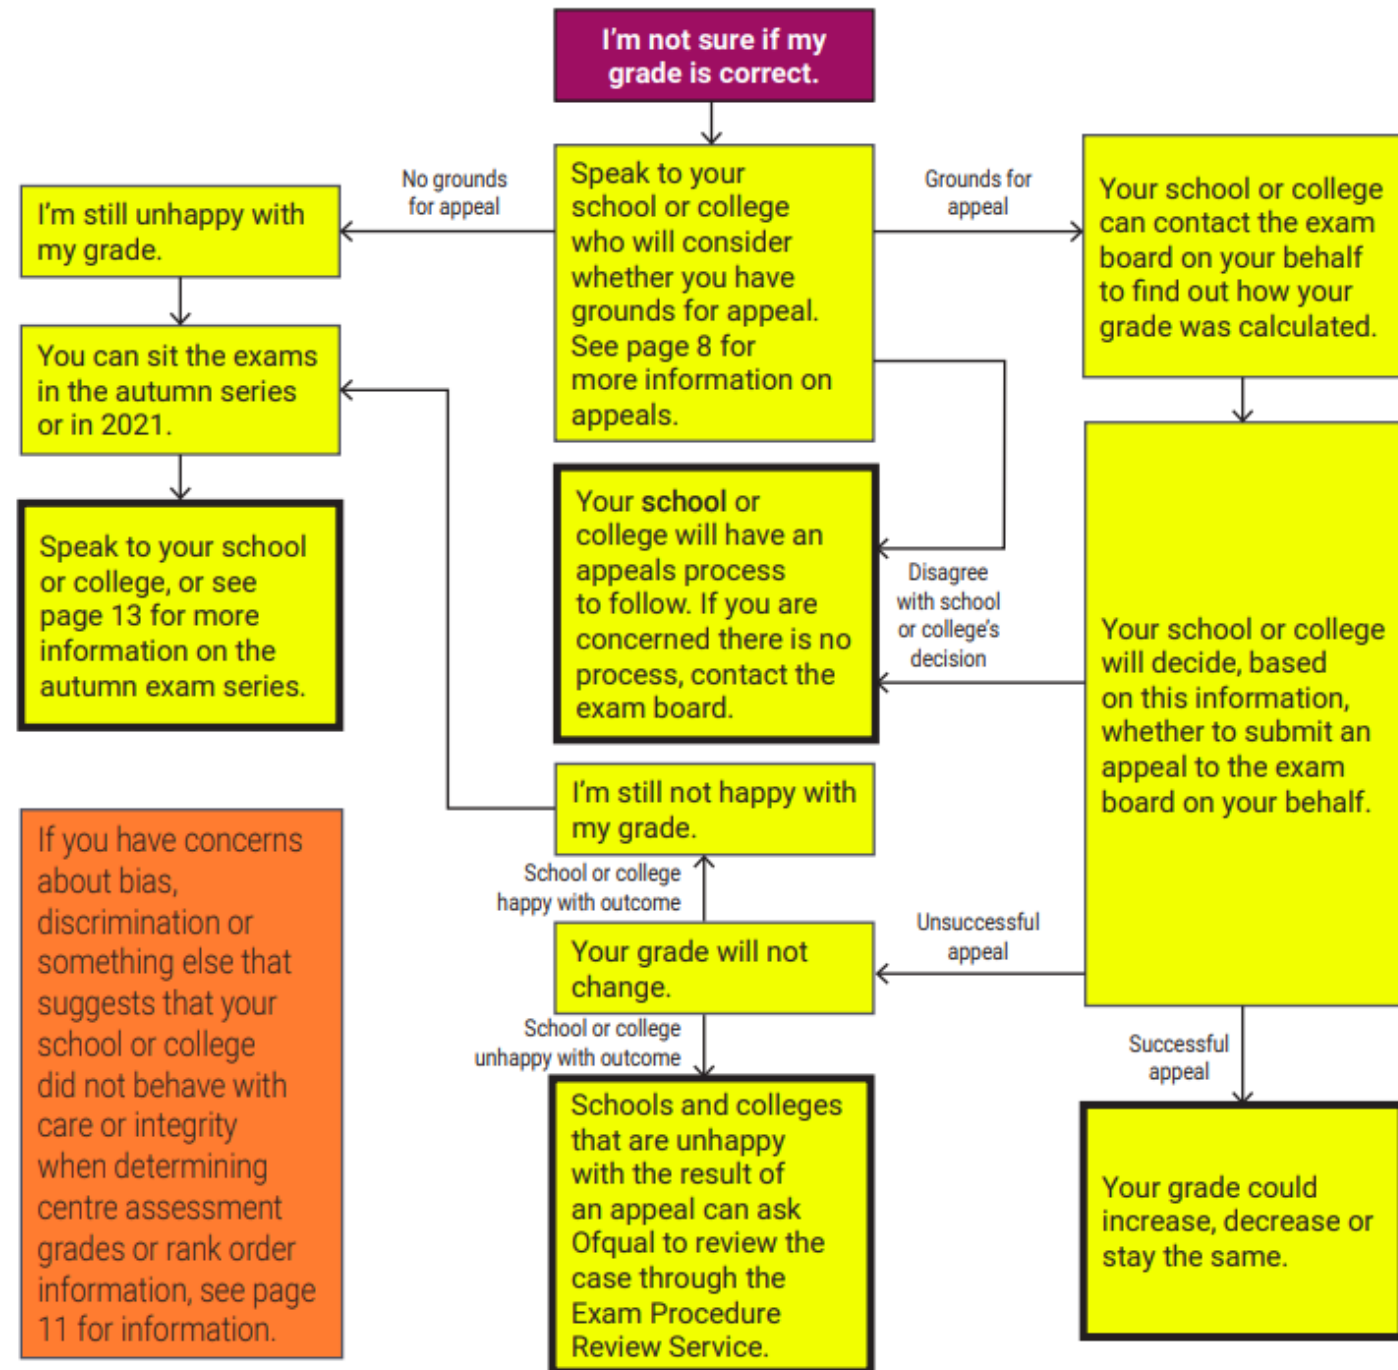 I'm not sure if my
grade is correct.
No grounds
for appeal
Speak to your
school or college
who will consider
whether you have
grounds for appeal.
See page 8 for
more information on
appeals.
Grounds for
appeal
I'm still unhappy with
my grade.
You can sit the exams
in the autumn series
or in 2021.
Speak to your school
or college, or see
page 13 for more
information on the
autumn exam series.
Your school or college
can contact the exam
board on your behalf
to find out how your
grade was calculated.
Your school or
college will have an
appeals process
to follow. If you are
concerned there is no
process, contact the
exam board.
Disagree
with school
or college's
decision
Your school or college
will decide, based
on this information,
whether to submit an
appeal to the exam
board on your behalf.
I'm still not happy with
my grade.
School or college
happy with outcome
Your grade will not
change.
Unsuccessful
appeal
School or college
unhappy with outcome
Schools and colleges
that are unhappy
with the result of
an appeal can ask
Ofqual to review the
case through the
Exam Procedure
Review Service.
Successful
appeal
Your grade could
increase, decrease or
stay the same.
If you have concerns
about bias,
discrimination or
something else that
suggests that your
school or college
did not behave with
care or integrity
when determining
centre assessment
grades or rank order
information, see page
11 for information.